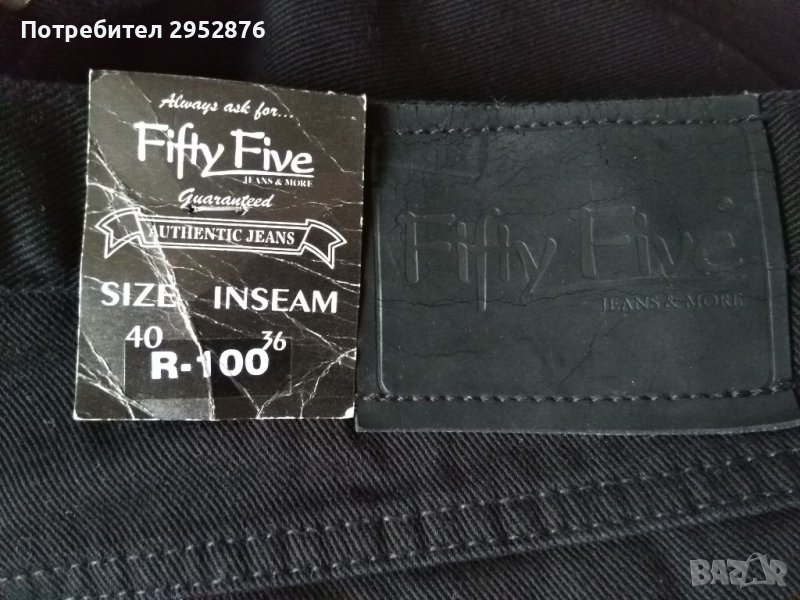 Потребител 2952876
Always ask for...
Fifty Five
JEANS & MORE
Guaranteed
AUTHENTIC JEANS
SIZE INSEAM
40 36
R-100
Fifty Five
JEANS & MORE
BAZAR